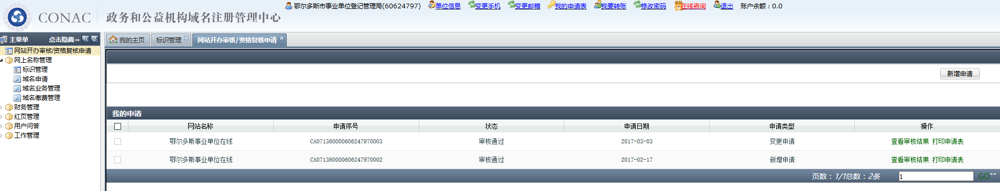 鄂尔多斯市事业单位登记管理局(60624797) 单位信息 变更手机 变更邮箱 我的申请表 我要转账 修改密码 在线咨询 退出 账户余额：0.0
CONAC 政务和公益机构域名注册管理中心
主菜单 点击隐藏⇒
我的主页 标识管理 网站开办审核/资格复核申请
网站开办审核/资格复核申请
网上名称管理
标识管理
域名申请
域名业务管理
域名缴费管理
财务管理
红页管理
用户问答
工作管理
新增申请
我的申请
网站名称 申请序号 状态 申请日期 申请类型 操作
鄂尔多斯事业单位在线 CA071360000606247970003 审核通过 2017-03-03 变更申请 查看审核结果 打印申请表
鄂尔多斯事业单位在线 CA071360000606247970002 审核通过 2017-02-17 新增申请 查看审核结果 打印申请表
页数：1/1总数：2条 1 GO""